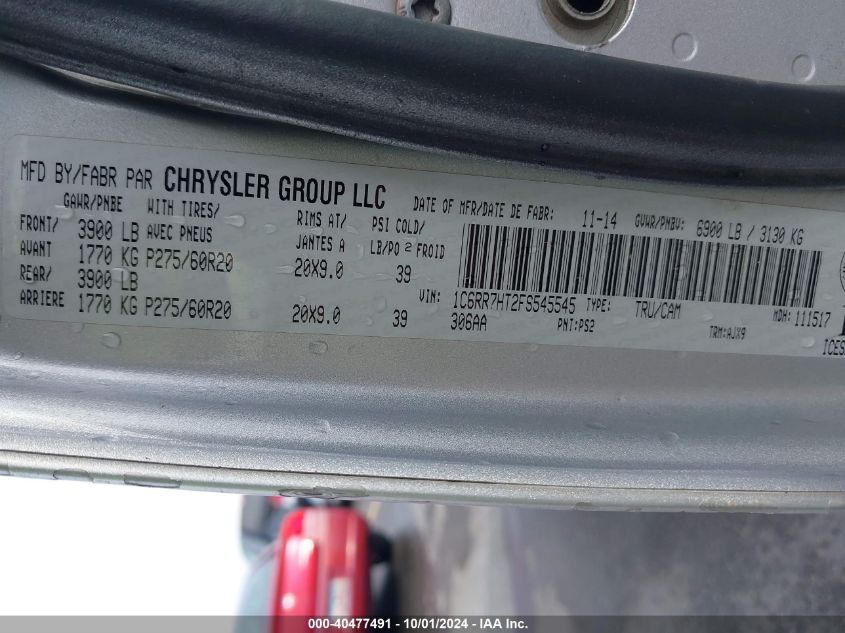 MFD BY/FABR PAR CHRYSLER GROUP LLC DATE OF MFR/DATE DE FABR: 11-14 GVWR/PNBV: 6900 LB / 3130 KG
GAWR/PNBE WITH TIRES/ RIMS AT/ PSI COLD/
FRONT/ 3900 LB AVEC PNEUS JANTES A LB/PO2 FROID
AVANT 1770 KG P275/60R20 20X9.0 39
REAR/ 3900 LB
ARRIERE 1770 KG P275/60R20 20X9.0 39
VIN: 1C6RR7HT2FS545545 TYPE: TRU/CAM MDH: 111517
306AA PNT:PS2 TRM:AJX9
ICES
000-40477491 - 10/01/2024 - IAA Inc.